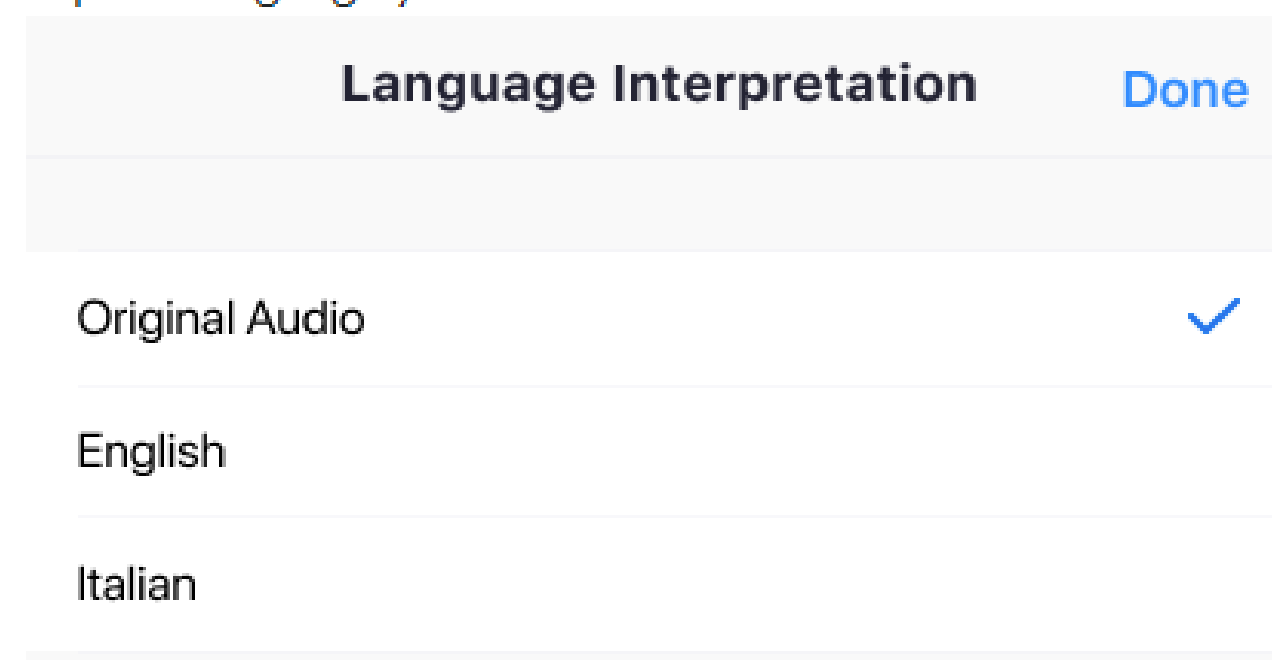 Language Interpretation
Done
Original Audio
English
Italian